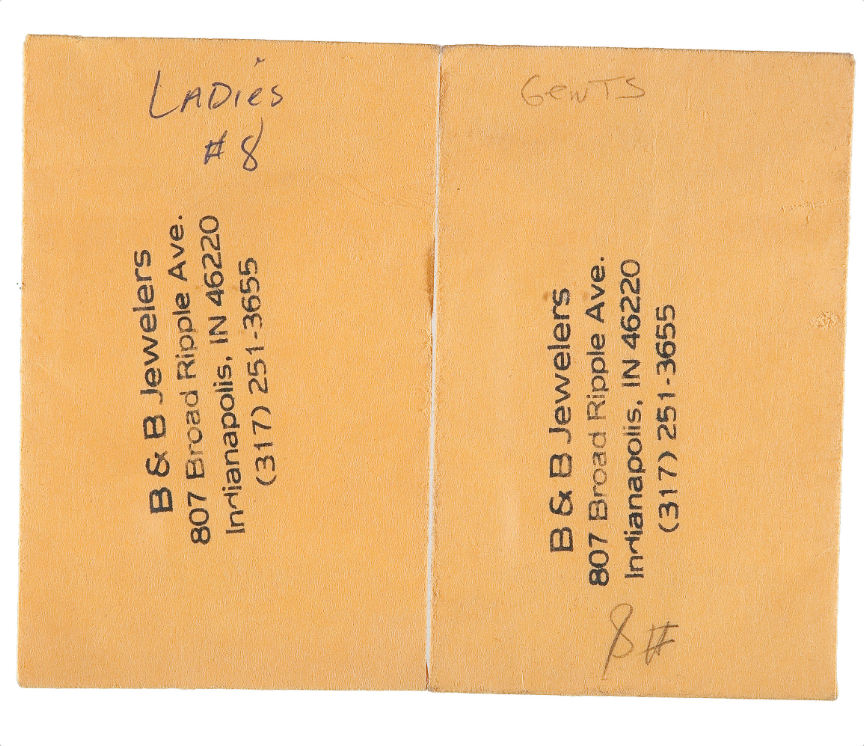 LADies
#8
B & B Jewelers
807 Broad Ripple Ave.
Indianapolis, IN 46220
(317) 251-3655
GeNTS
B & B Jewelers
807 Broad Ripple Ave.
Indianapolis, IN 46220
(317) 251-3655
8#